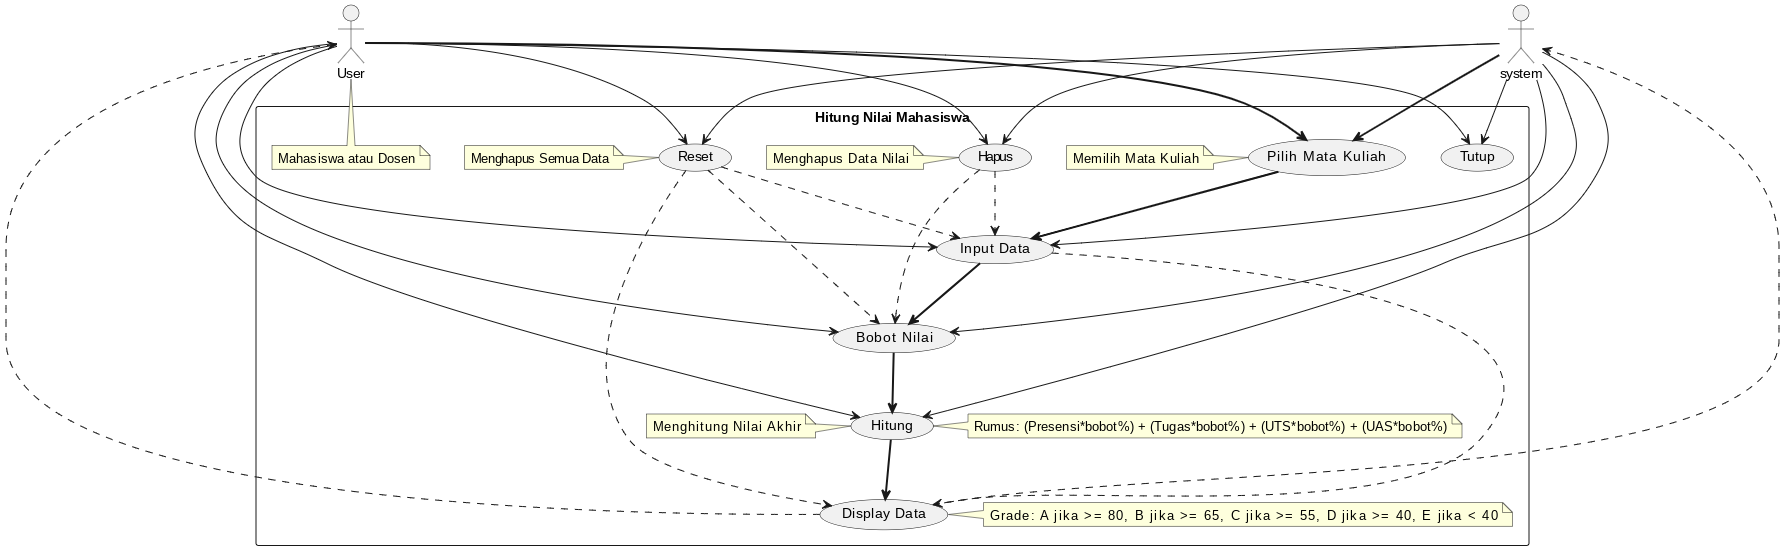 User
system
Hitung Nilai Mahasiswa
Mahasiswa atau Dosen
Menghapus Semua Data
Reset
Menghapus Data Nilai
Hapus
Memilih Mata Kuliah
Pilih Mata Kuliah
Tutup
Input Data
Bobot Nilai
Menghitung Nilai Akhir
Hitung
Rumus: (Presensi*bobot%) + (Tugas*bobot%) + (UTS*bobot%) + (UAS*bobot%)
Display Data
Grade: A jika >= 80, B jika >= 65, C jika >= 55, D jika >= 40, E jika < 40